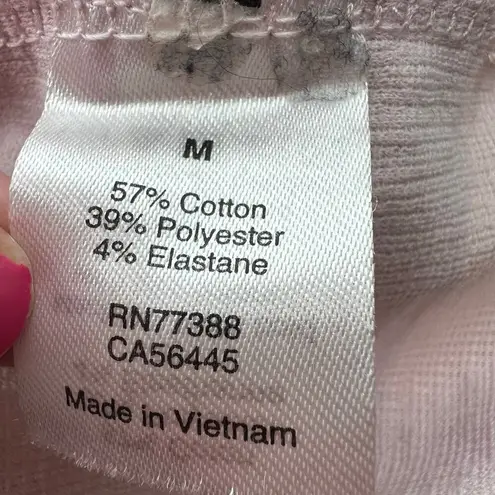 M
57% Cotton
39% Polyester
4% Elastane
RN77388
CA56445
Made in Vietnam